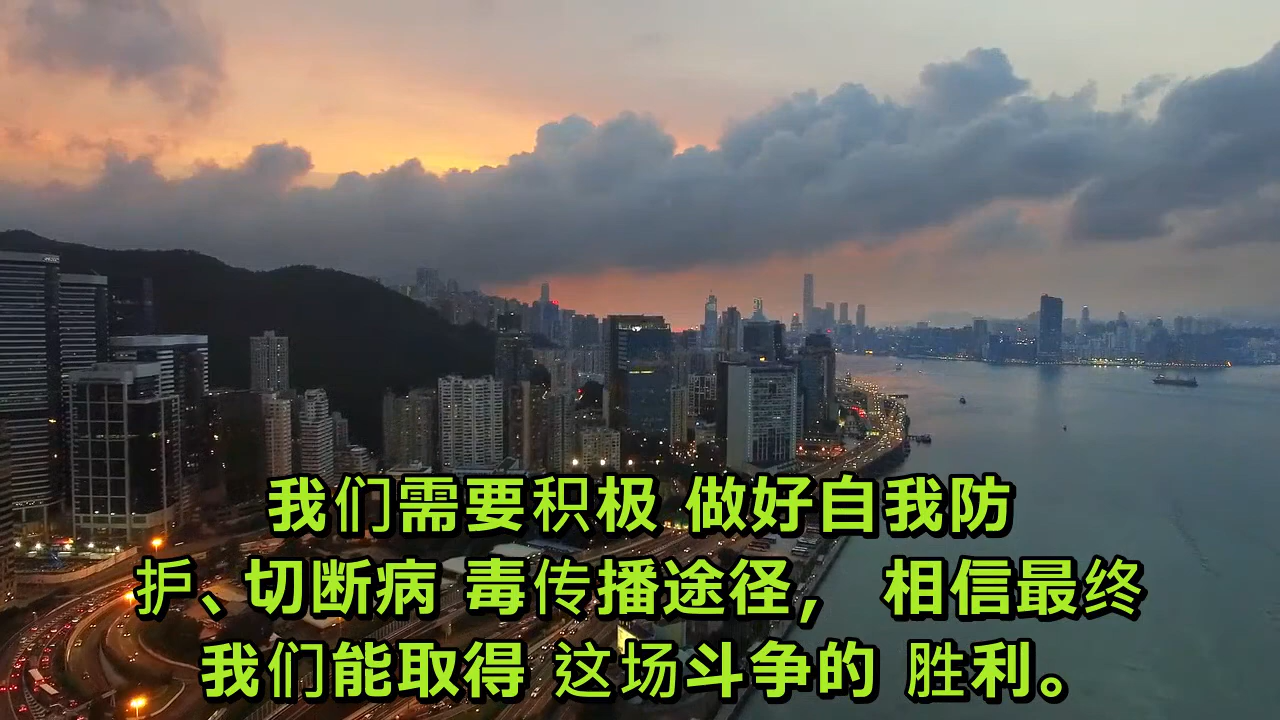 我们需要积极 做好自我防
护、切断病 毒传播途径， 相信最终
我们能取得 这场斗争的 胜利。